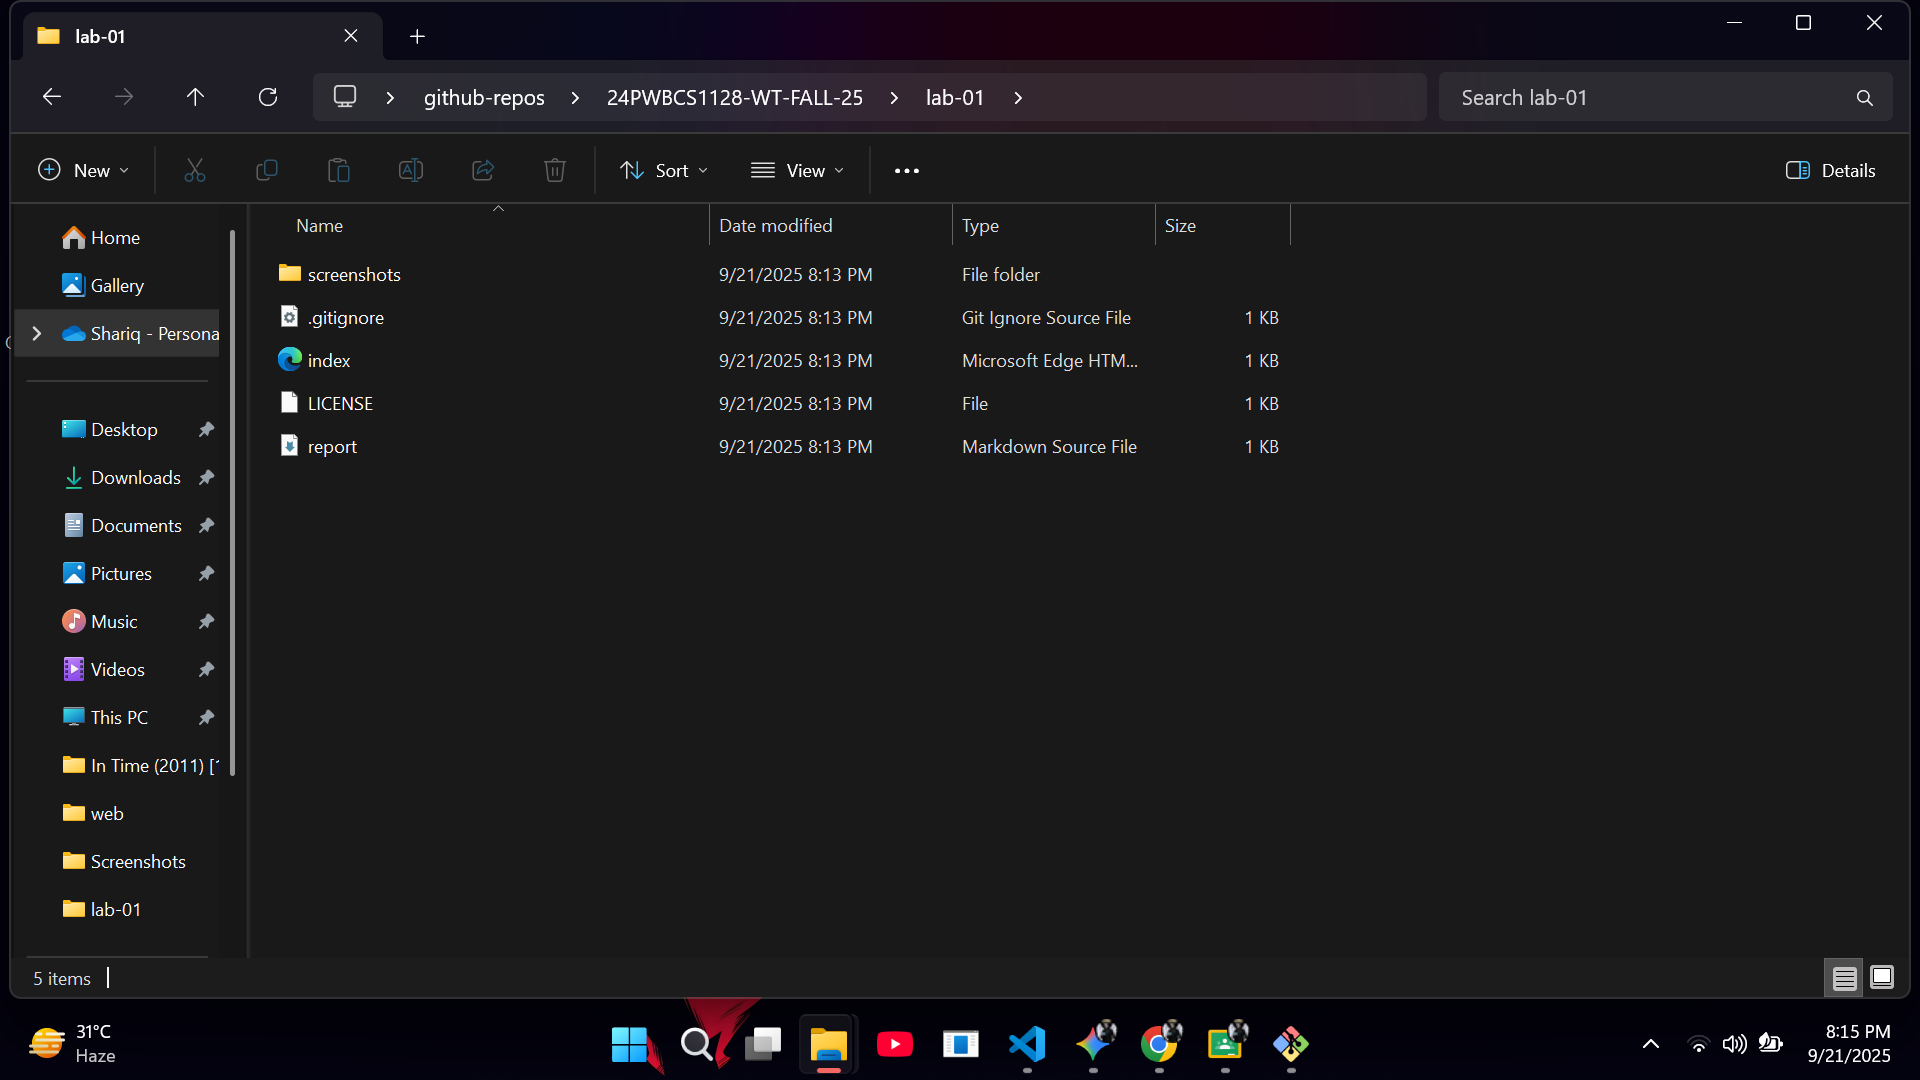 lab-01
github-repos > 24PWBCS1128-WT-FALL-25 > lab-01 >
Search lab-01
New
Sort
View
Details
Name Date modified Type Size
screenshots 9/21/2025 8:13 PM File folder
.gitignore 9/21/2025 8:13 PM Git Ignore Source File 1 KB
index 9/21/2025 8:13 PM Microsoft Edge HTM... 1 KB
LICENSE 9/21/2025 8:13 PM File 1 KB
report 9/21/2025 8:13 PM Markdown Source File 1 KB
Home
Gallery
Shariq - Persona
Desktop
Downloads
Documents
Pictures
Music
Videos
This PC
In Time (2011) [1
web
Screenshots
lab-01
5 items
31°C
Haze
8:15 PM
9/21/2025